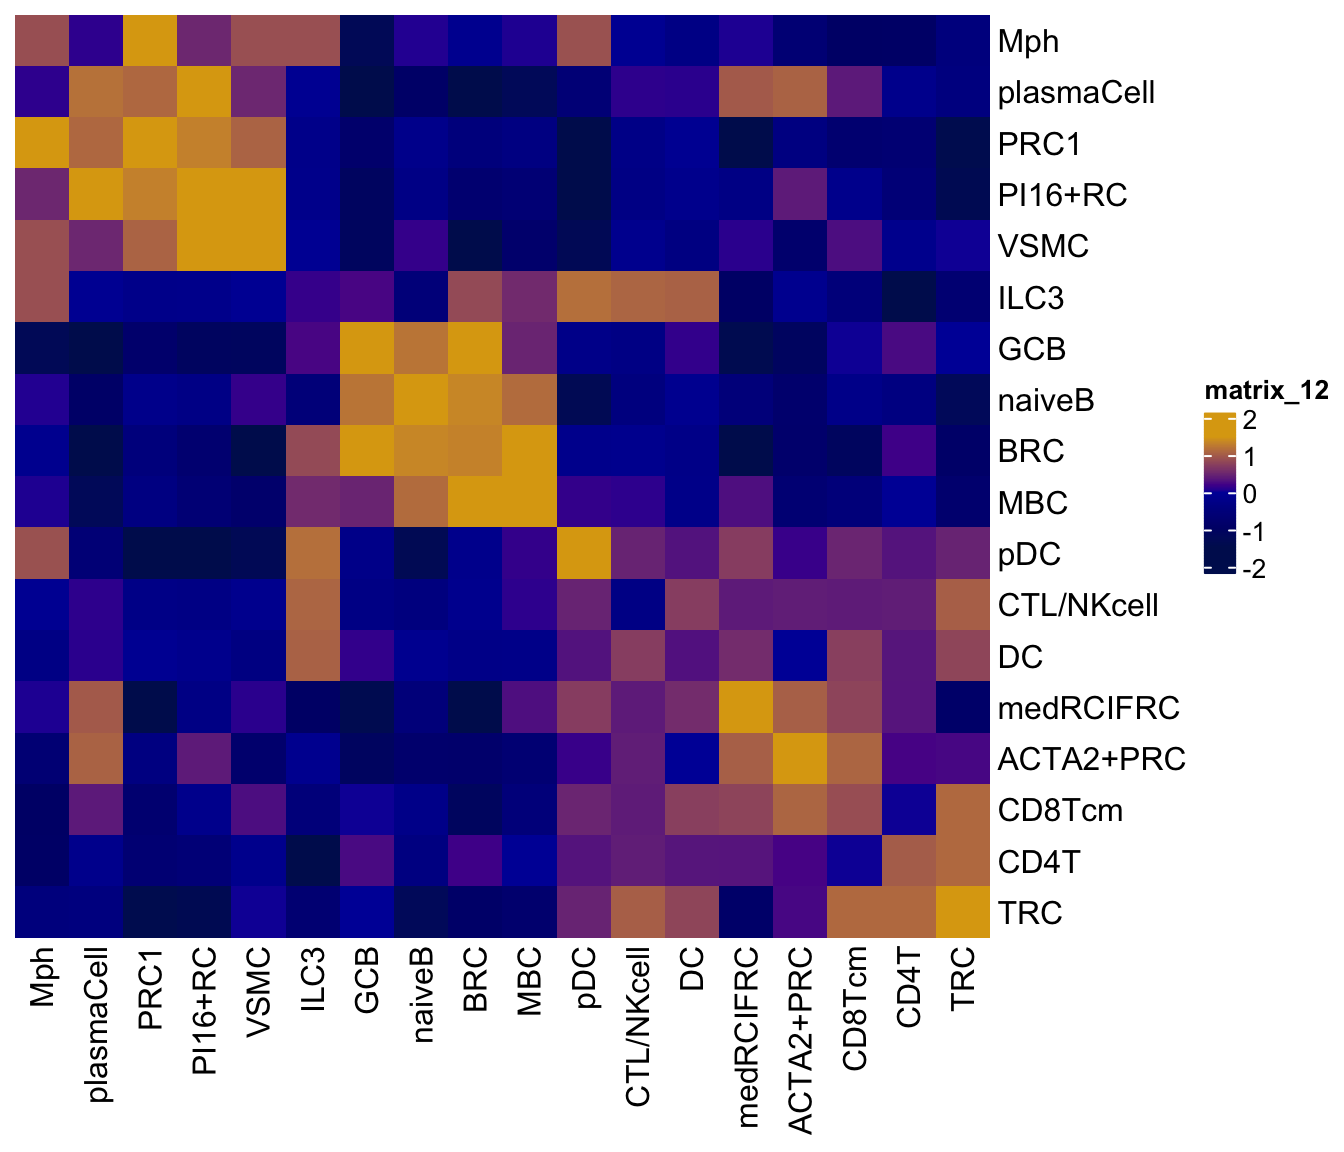 Mph
plasmaCell
PRC1
PI16+RC
VSMC
ILC3
GCB
naiveB
BRC
MBC
pDC
CTL/NKcell
DC
medRCIFRC
ACTA2+PRC
CD8Tcm
CD4T
TRC
matrix_12
2
1
0
-1
-2
Mph
plasmaCell
PRC1
PI16+RC
VSMC
ILC3
GCB
naiveB
BRC
MBC
pDC
CTL/NKcell
DC
medRCIFRC
ACTA2+PRC
CD8Tcm
CD4T
TRC